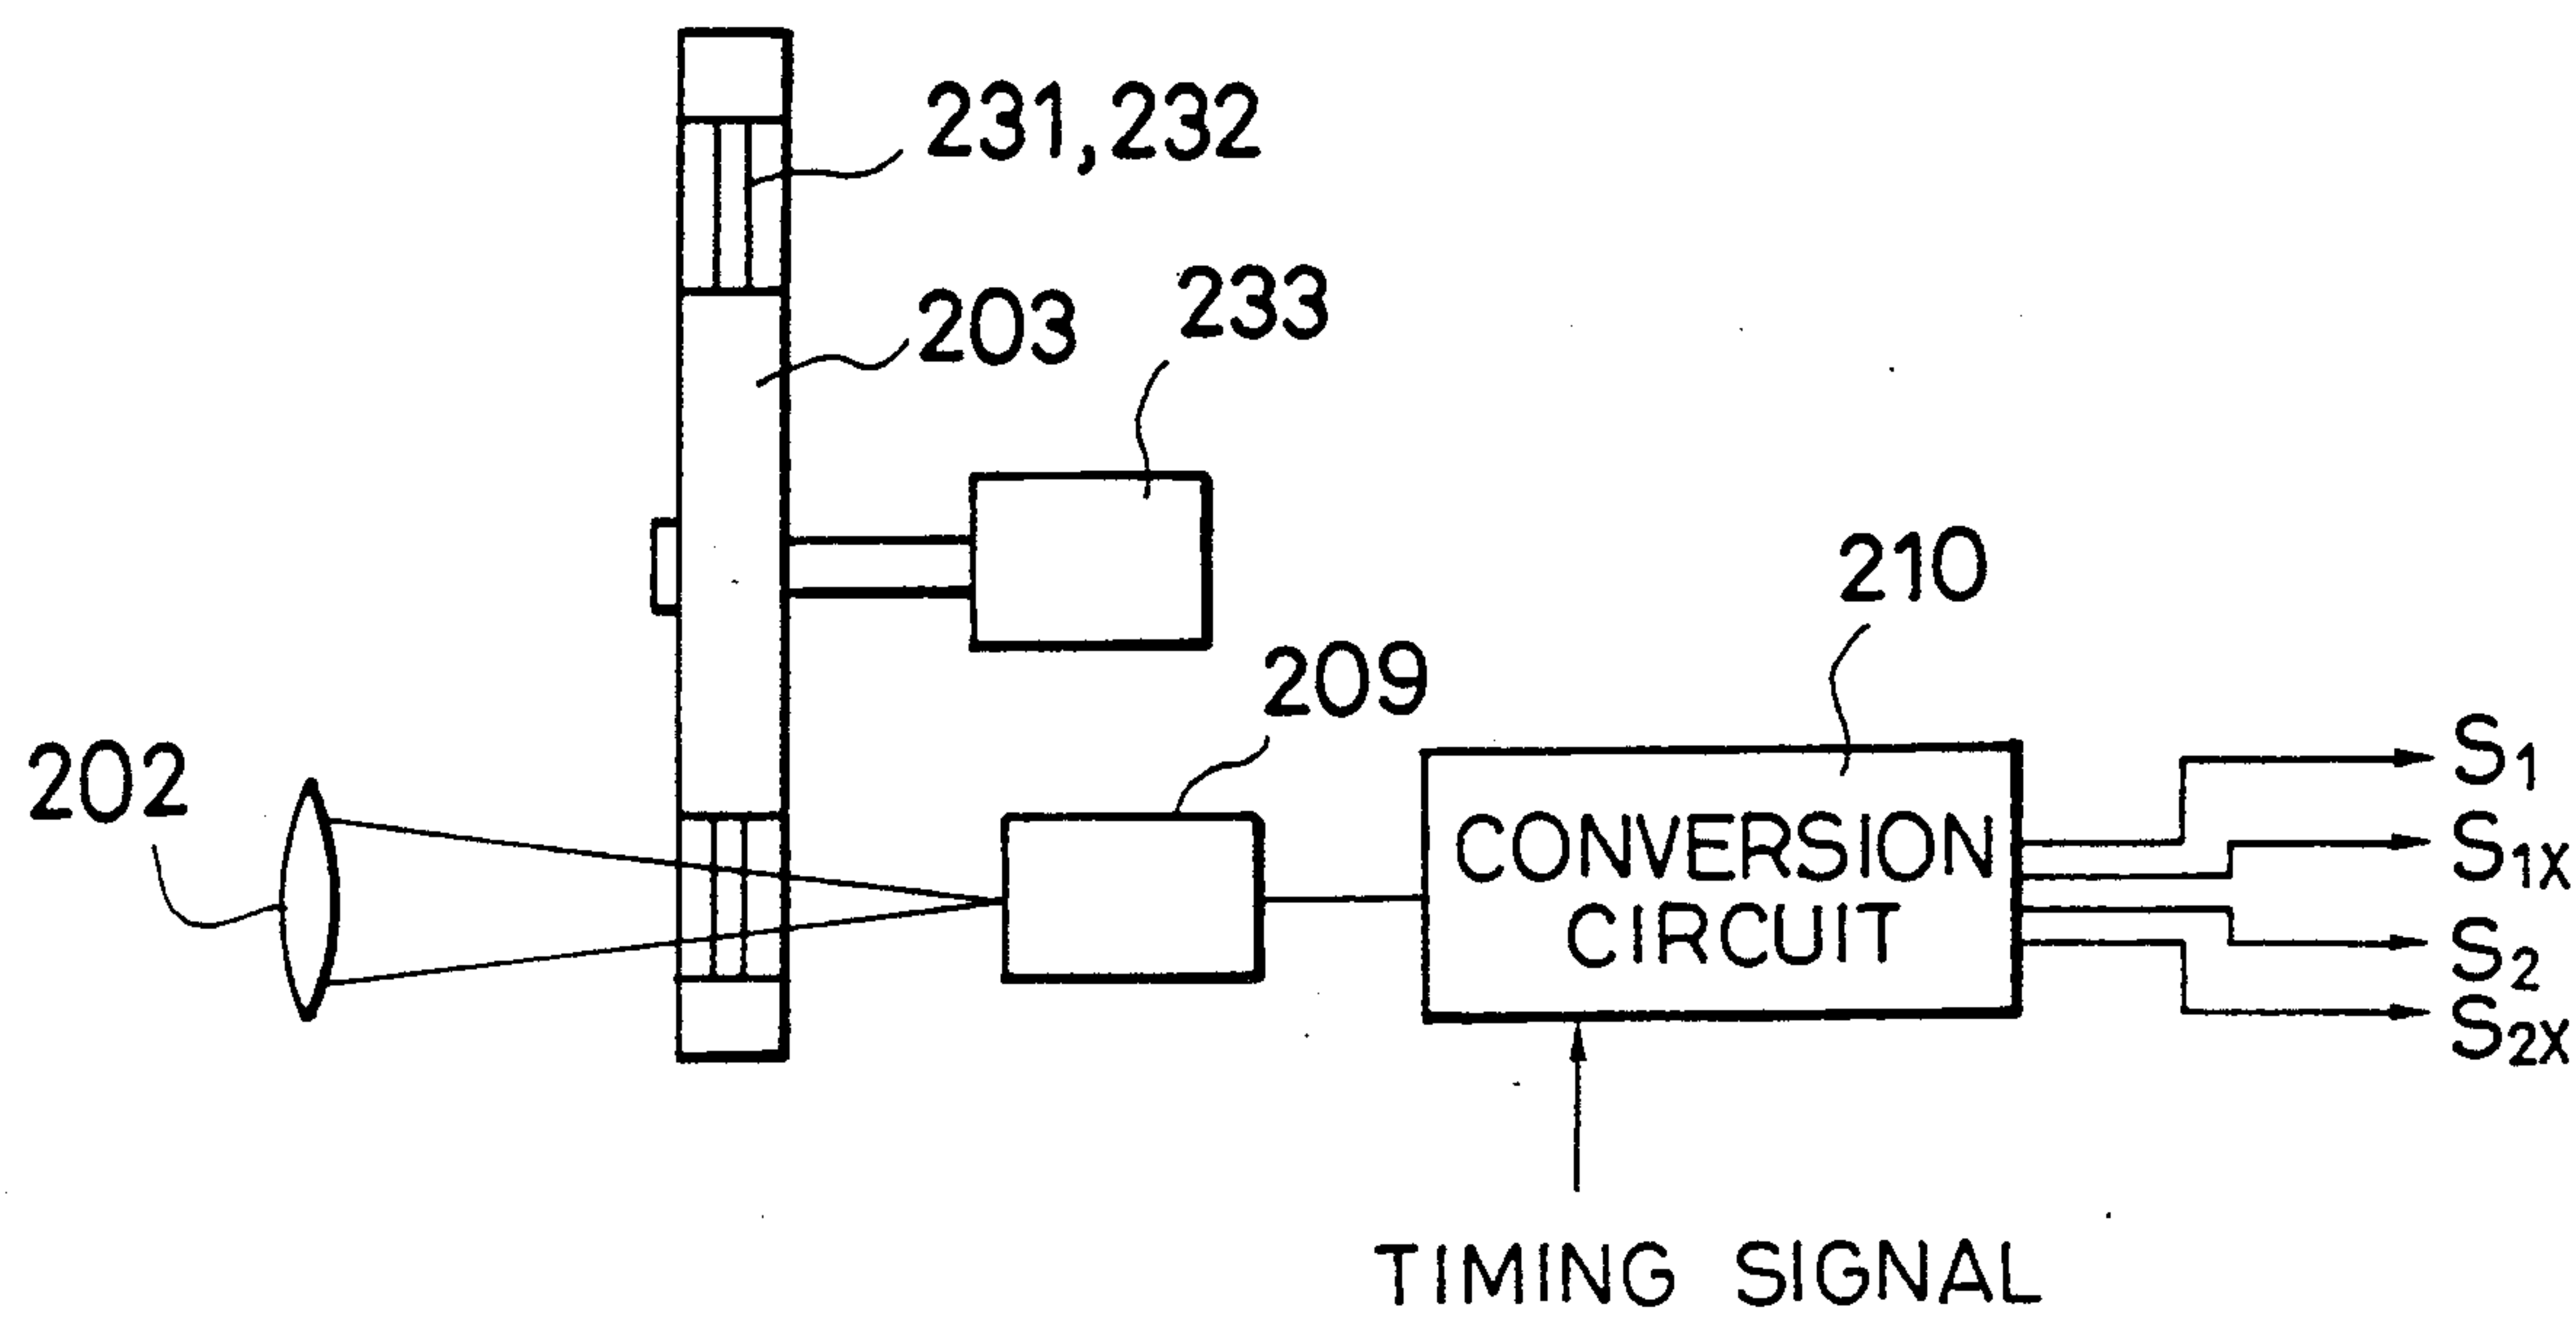 231, 232
233
203
210
209
202
S1
CONVERSION
S1X
CIRCUIT
S2
S2X
TIMING SIGNAL